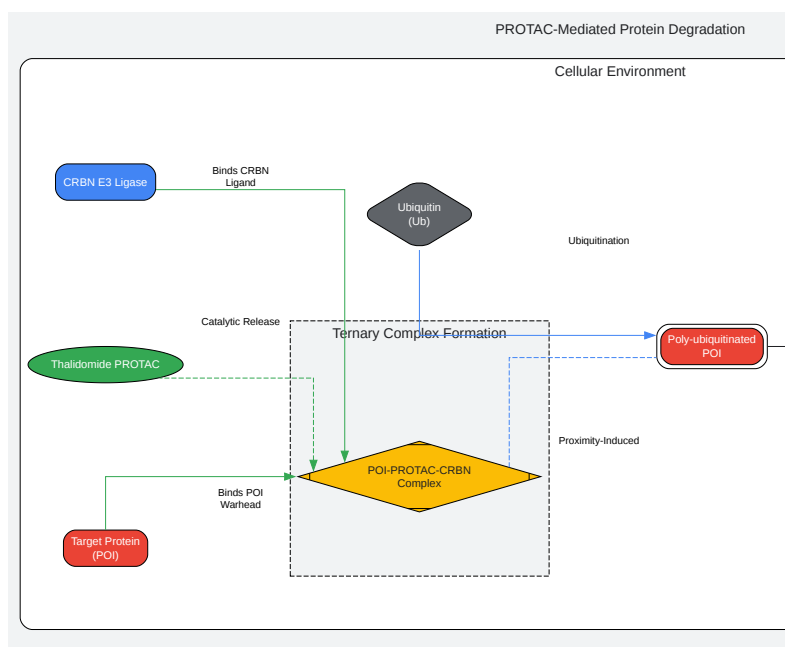 PROTAC-Mediated Protein Degradation
Cellular Environment
Binds CRBN
Ligand
CRBN E3 Ligase
Ubiquitin
(Ub)
Ubiquitination
Catalytic Release
Ternary Complex Formation
Poly-ubiquitinated
POI
Thalidomide PROTAC
Proximity-Induced
POI-PROTAC-CRBN
Complex
Binds POI
Warhead
Target Protein
(POI)